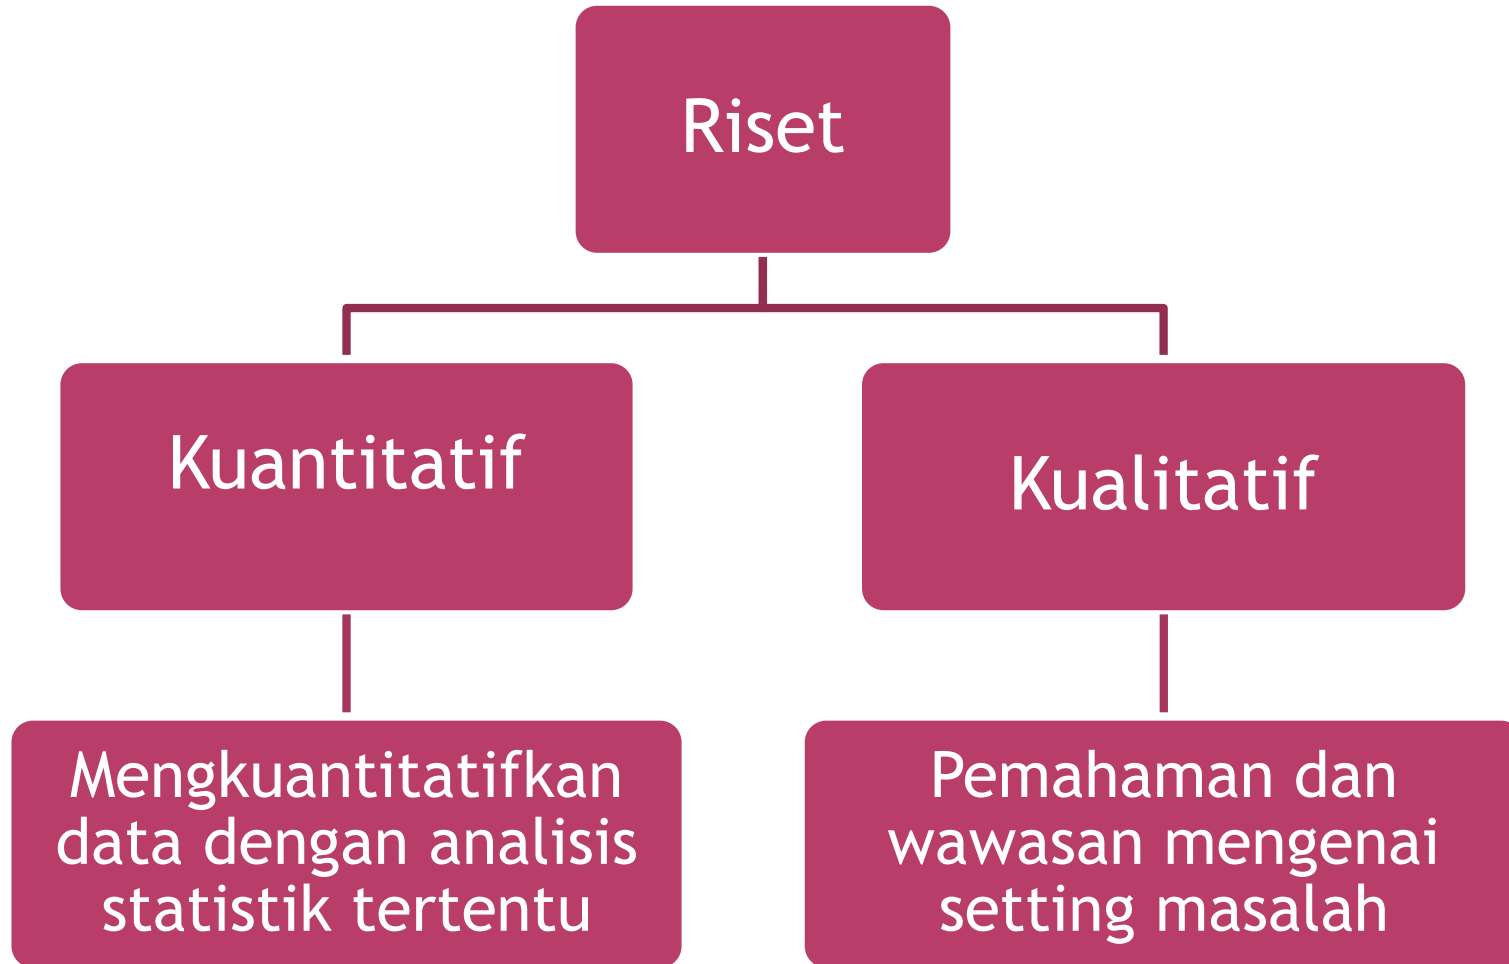 Riset
Kuantitatif
Kualitatif
Mengkuantitatifkan
data dengan analisis
statistik tertentu
Pemahaman dan
wawasan mengenai
setting masalah